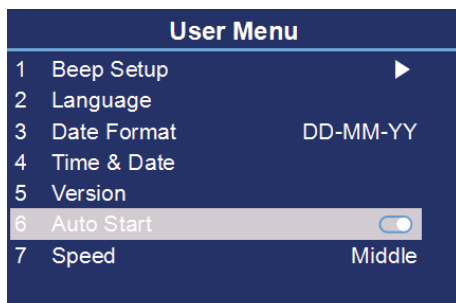 User Menu
1 Beep Setup
2 Language
3 Date Format DD-MM-YY
4 Time & Date
5 Version
6 Auto Start
7 Speed Middle